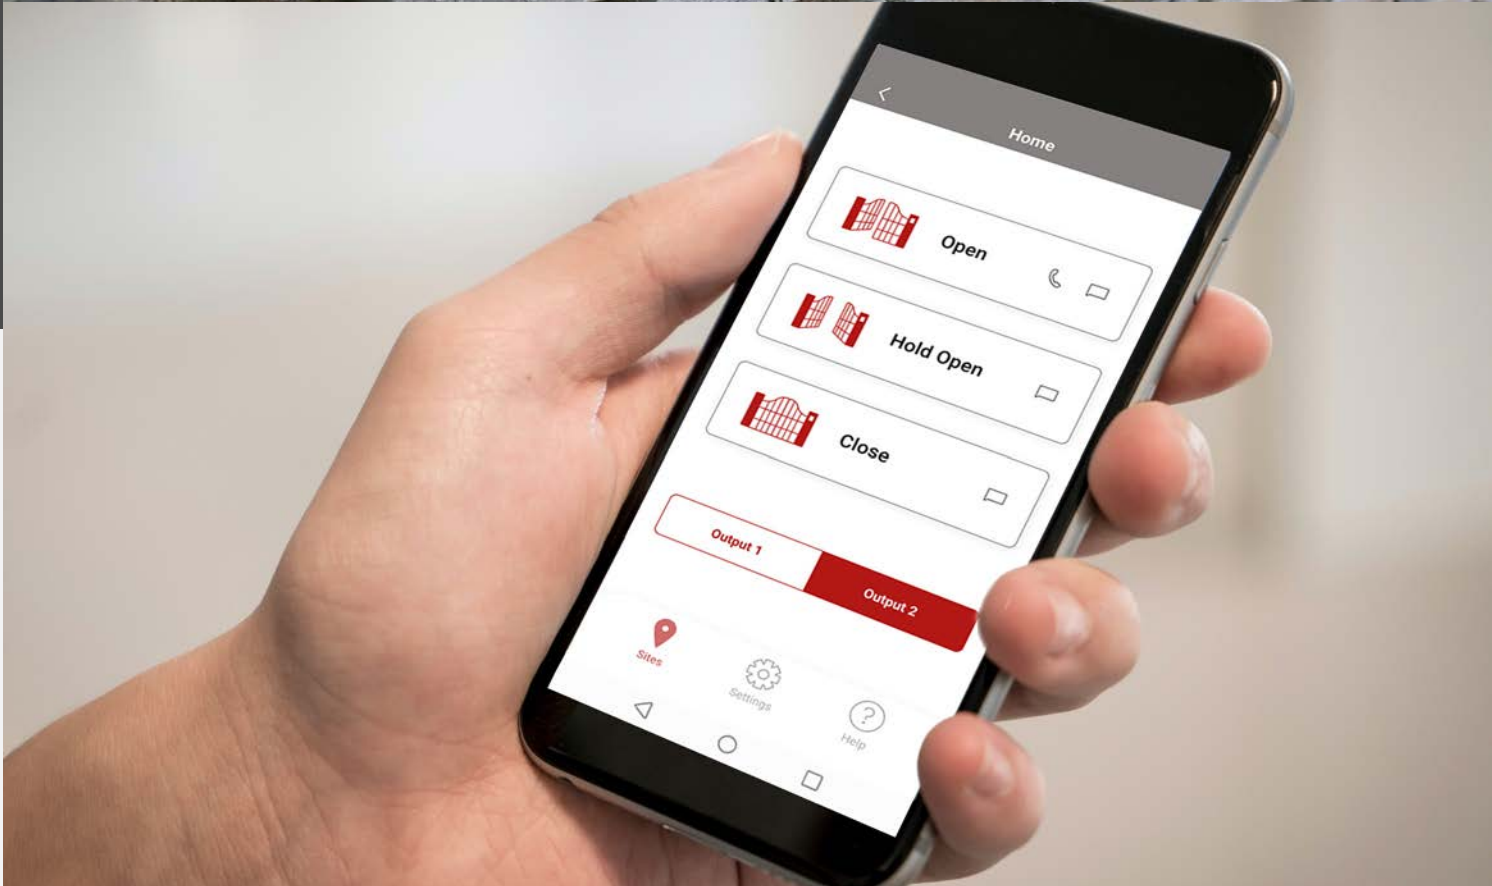 Home
Open
Hold Open
Close
Output 1
Output 2
Sites
Settings
Help